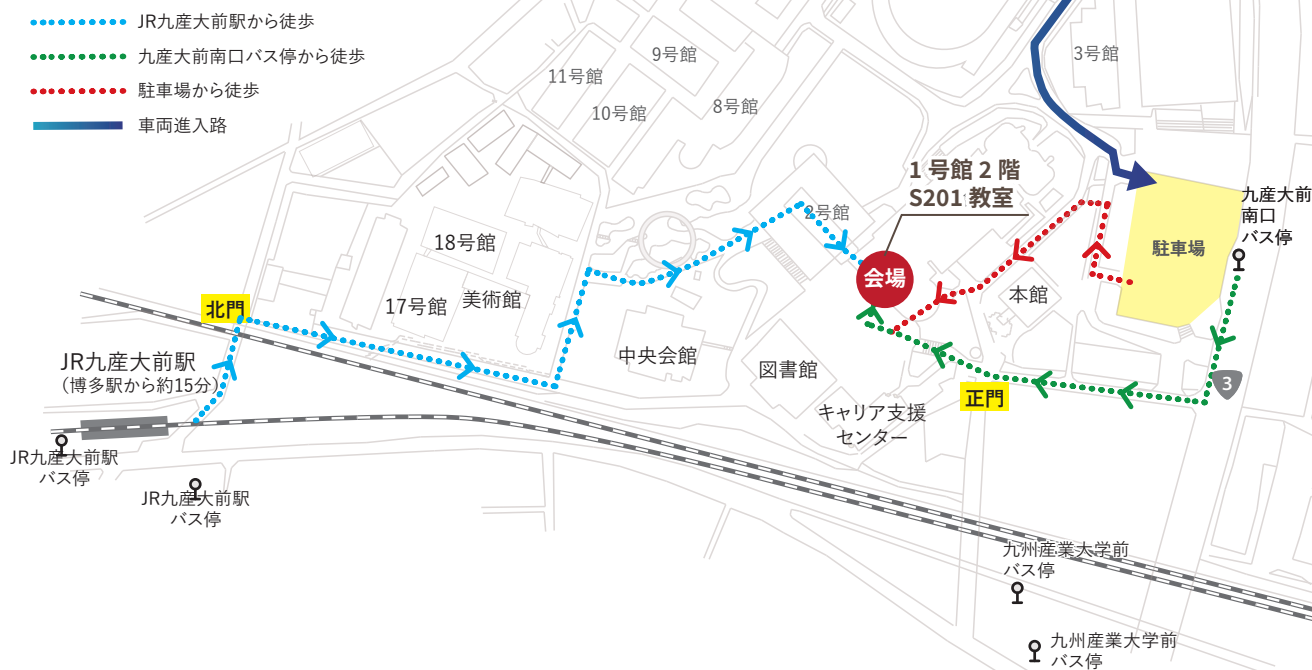 JR九産大前駅から徒歩
九産大前南口バス停から徒歩
駐車場から徒歩
車両進入路
3号館
9号館
11号館
8号館
10号館
1号館2階
S201教室
九産大前
南口
バス停
2号館
18号館
駐車場
会場
美術館
17号館
本館
北門
中央会館
図書館
JR九産大前駅
(博多駅から約15分)
3
正門
キャリア支援
センター
JR九産大前駅
バス停
JR九産大前駅
バス停
九州産業大学前
バス停
九州産業大学前
バス停